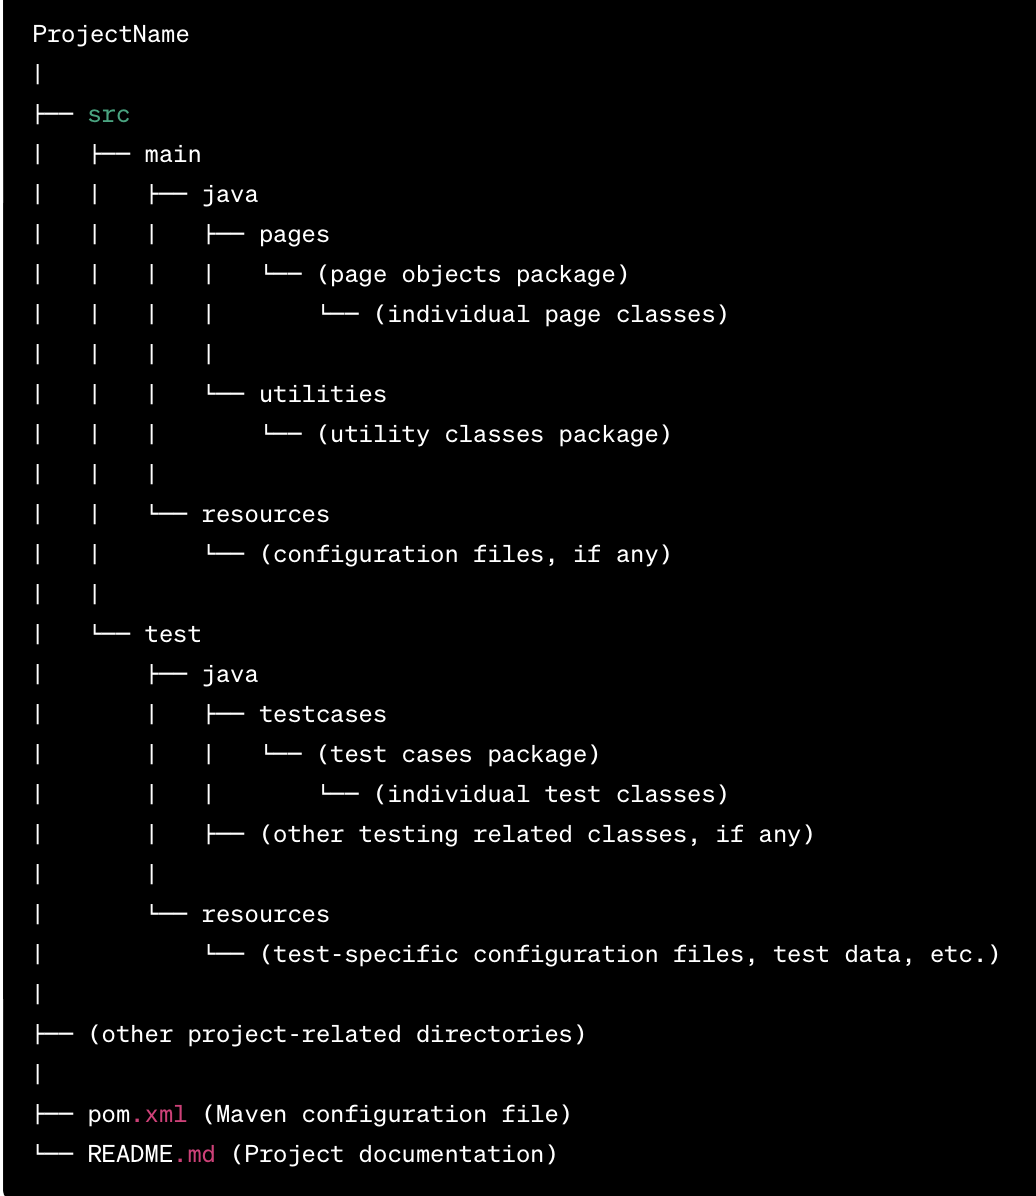 ProjectName
|
├── src
|   ├── main
|   |   ├── java
|   |   |   ├── pages
|   |   |   |   └── (page objects package)
|   |   |   |       └── (individual page classes)
|   |   |   |
|   |   |   └── utilities
|   |   |       └── (utility classes package)
|   |   |
|   |   └── resources
|   |       └── (configuration files, if any)
|   |
|   └── test
|       ├── java
|       |   ├── testcases
|       |   |   └── (test cases package)
|       |   |       └── (individual test classes)
|       |   ├── (other testing related classes, if any)
|       |
|       └── resources
|           └── (test-specific configuration files, test data, etc.)
|
├── (other project-related directories)
|
├── pom.xml (Maven configuration file)
└── README.md (Project documentation)